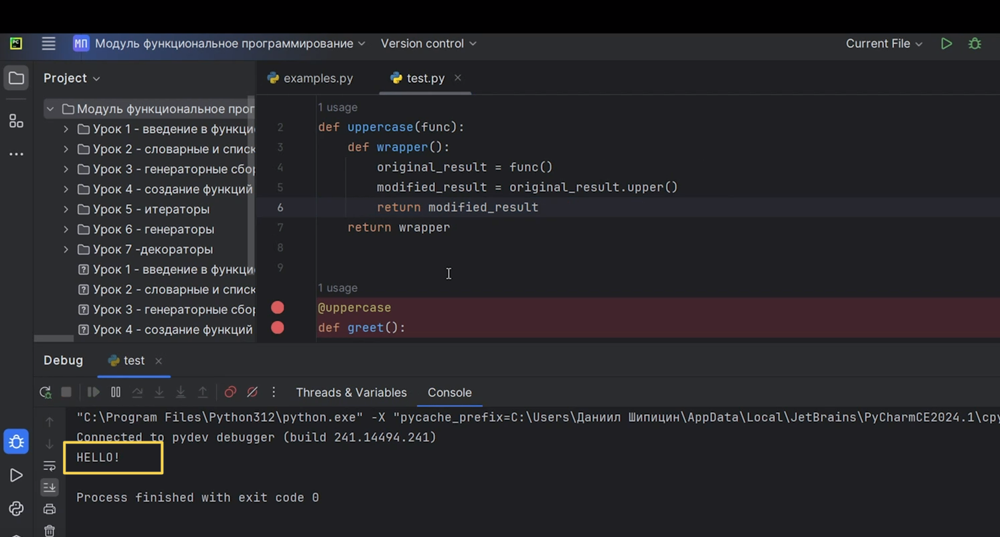 PC
МП Модуль функциональное программирование Version control Current File
Project
examples.py test.py
Модуль функциональное прог
Урок 1 - введение в функци
Урок 2 - словарные и списк
Урок 3 - генераторные сбор
Урок 4 - создание функций
Урок 5 - итераторы
Урок 6 - генераторы
Урок 7 -декораторы
Урок 1 - введение в функци
Урок 2 - словарные и списк
Урок 3 - генераторные сбор
Урок 4 - создание функций
1 usage
2 def uppercase(func):
3 def wrapper():
4 original_result = func()
5 modified_result = original_result.upper()
6 return modified_result
7 return wrapper
8
9
1 usage
@uppercase
def greet():
Debug test
Threads & Variables Console
"C:\Program Files\Python312\python.exe" -X "pycache_prefix=C:\Users\Даниил Шипицин\AppData\Local\JetBrains\PyCharmCE2024.1\cpy
Connected to pydev debugger (build 241.14494.241)
HELLO!
Process finished with exit code 0